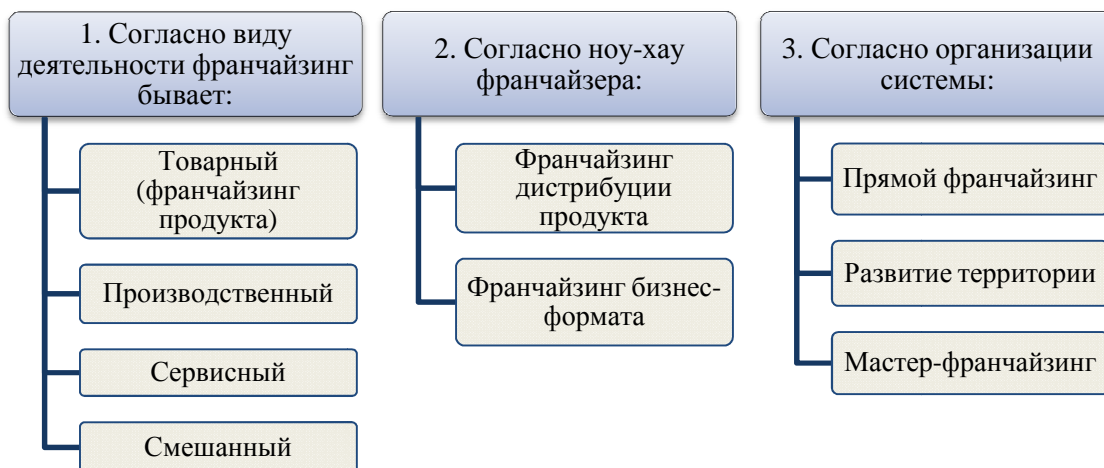 1. Согласно виду
деятельности франчайзинг
бывает:
Товарный
(франчайзинг
продукта)
Производственный
Сервисный
Смешанный
2. Согласно ноу-хау
франчайзера:
Франчайзинг
дистрибуции
продукта
Франчайзинг бизнес-
формата
3. Согласно организации
системы:
Прямой франчайзинг
Развитие территории
Мастер-франчайзинг